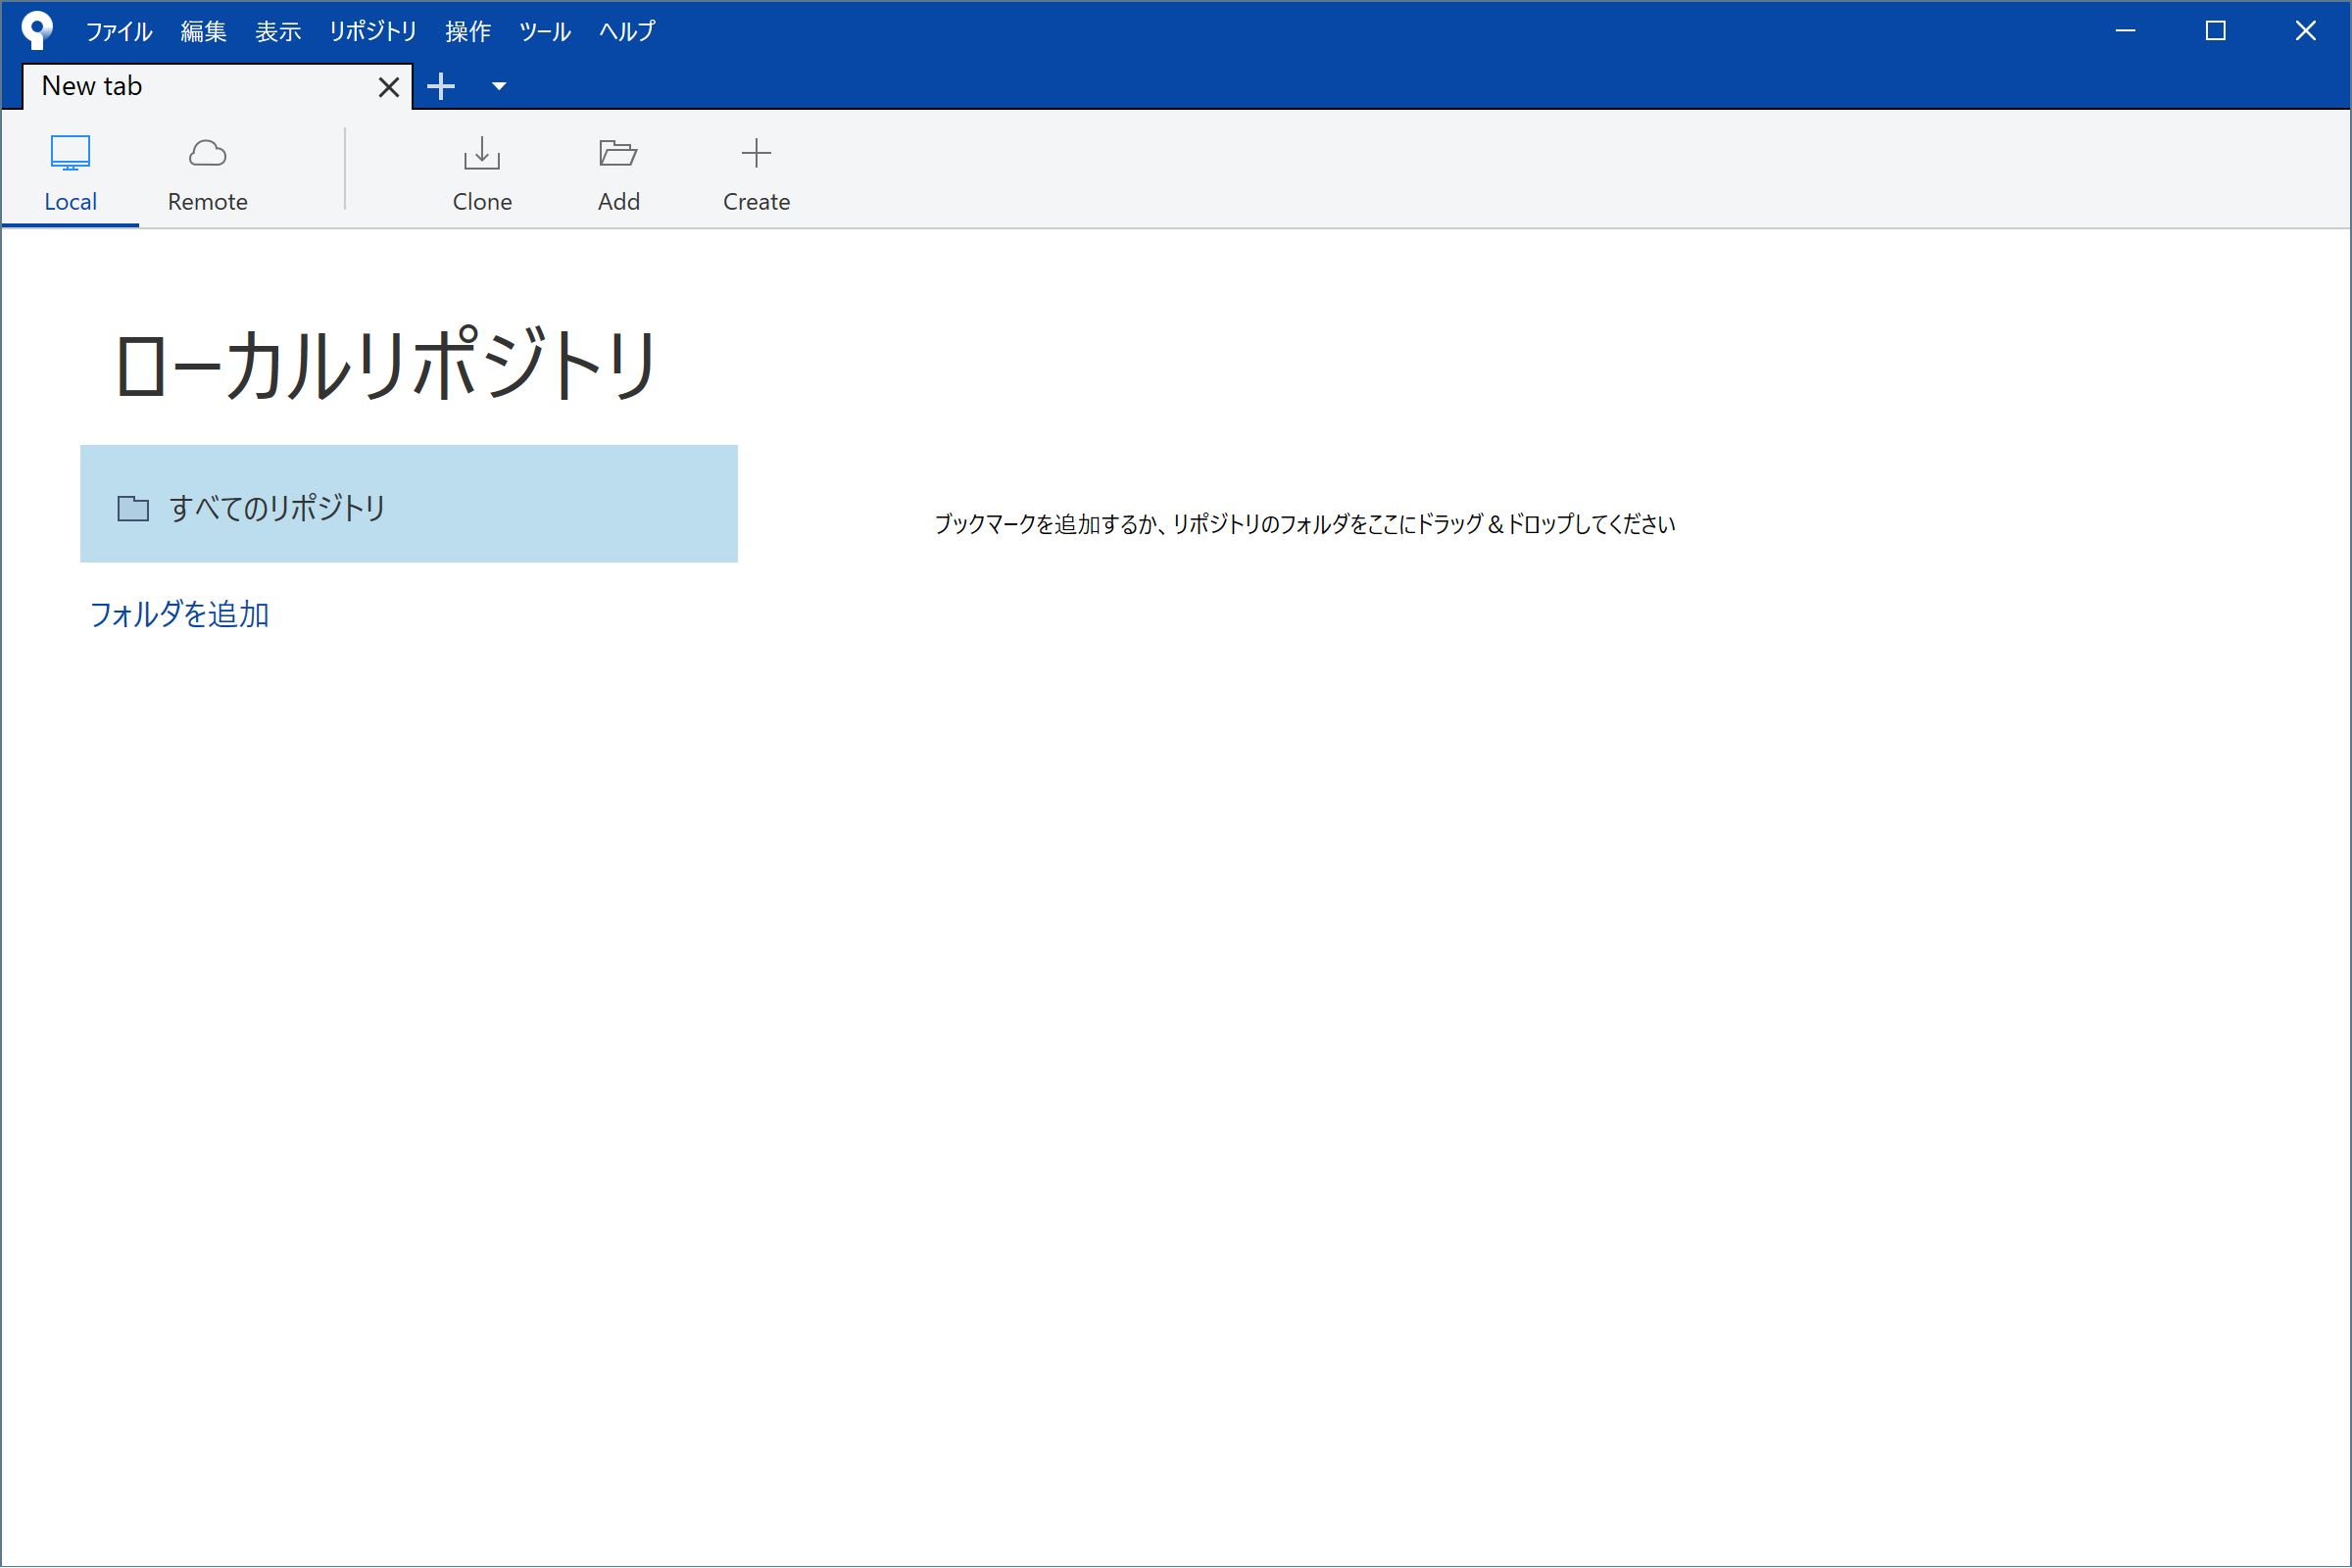 ファイル 編集 表示 リポジトリ 操作 ツール ヘルプ
New tab
Local Remote Clone Add Create
ローカルリポジトリ
すべてのリポジトリ
ブックマークを追加するか、リポジトリのフォルダをここにドラッグ＆ドロップしてください
フォルダを追加